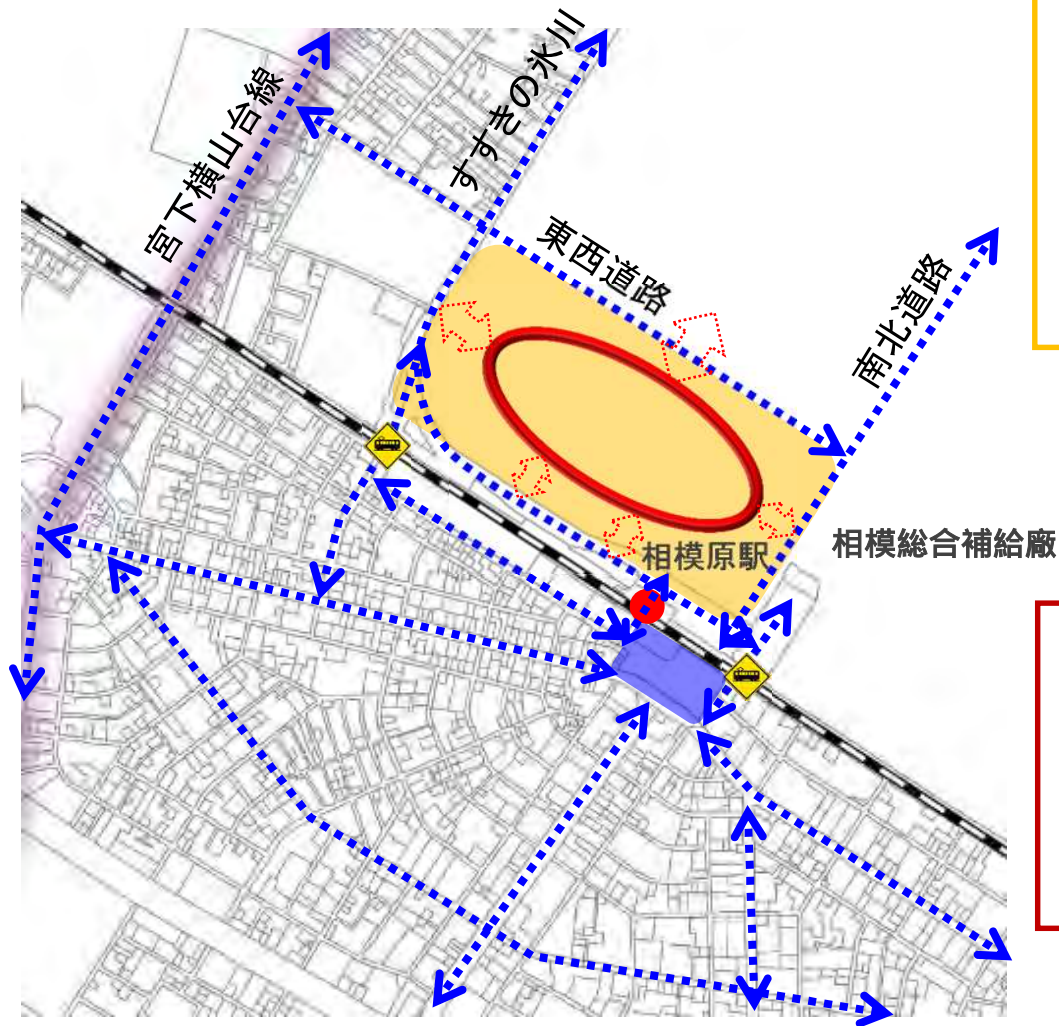 すすきの氷川
宮下横山台線
東西道路
南北道路
相模原駅
相模総合補給廠